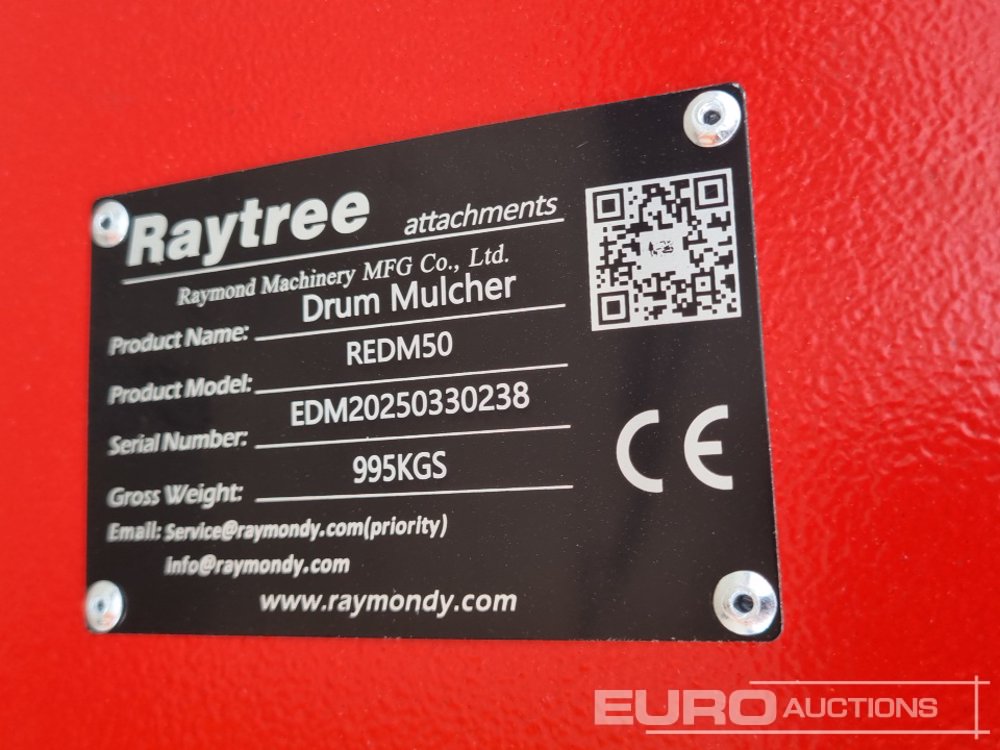 Raytree attachments
Raymond Machinery MFG Co., Ltd.
Product Name: Drum Mulcher
Product Model: REDM50
Serial Number: EDM20250330238
Gross Weight: 995KGS
Email: Service@raymondy.com(priority)
info@raymondy.com
www.raymondy.com
CE
EURO AUCTIONS